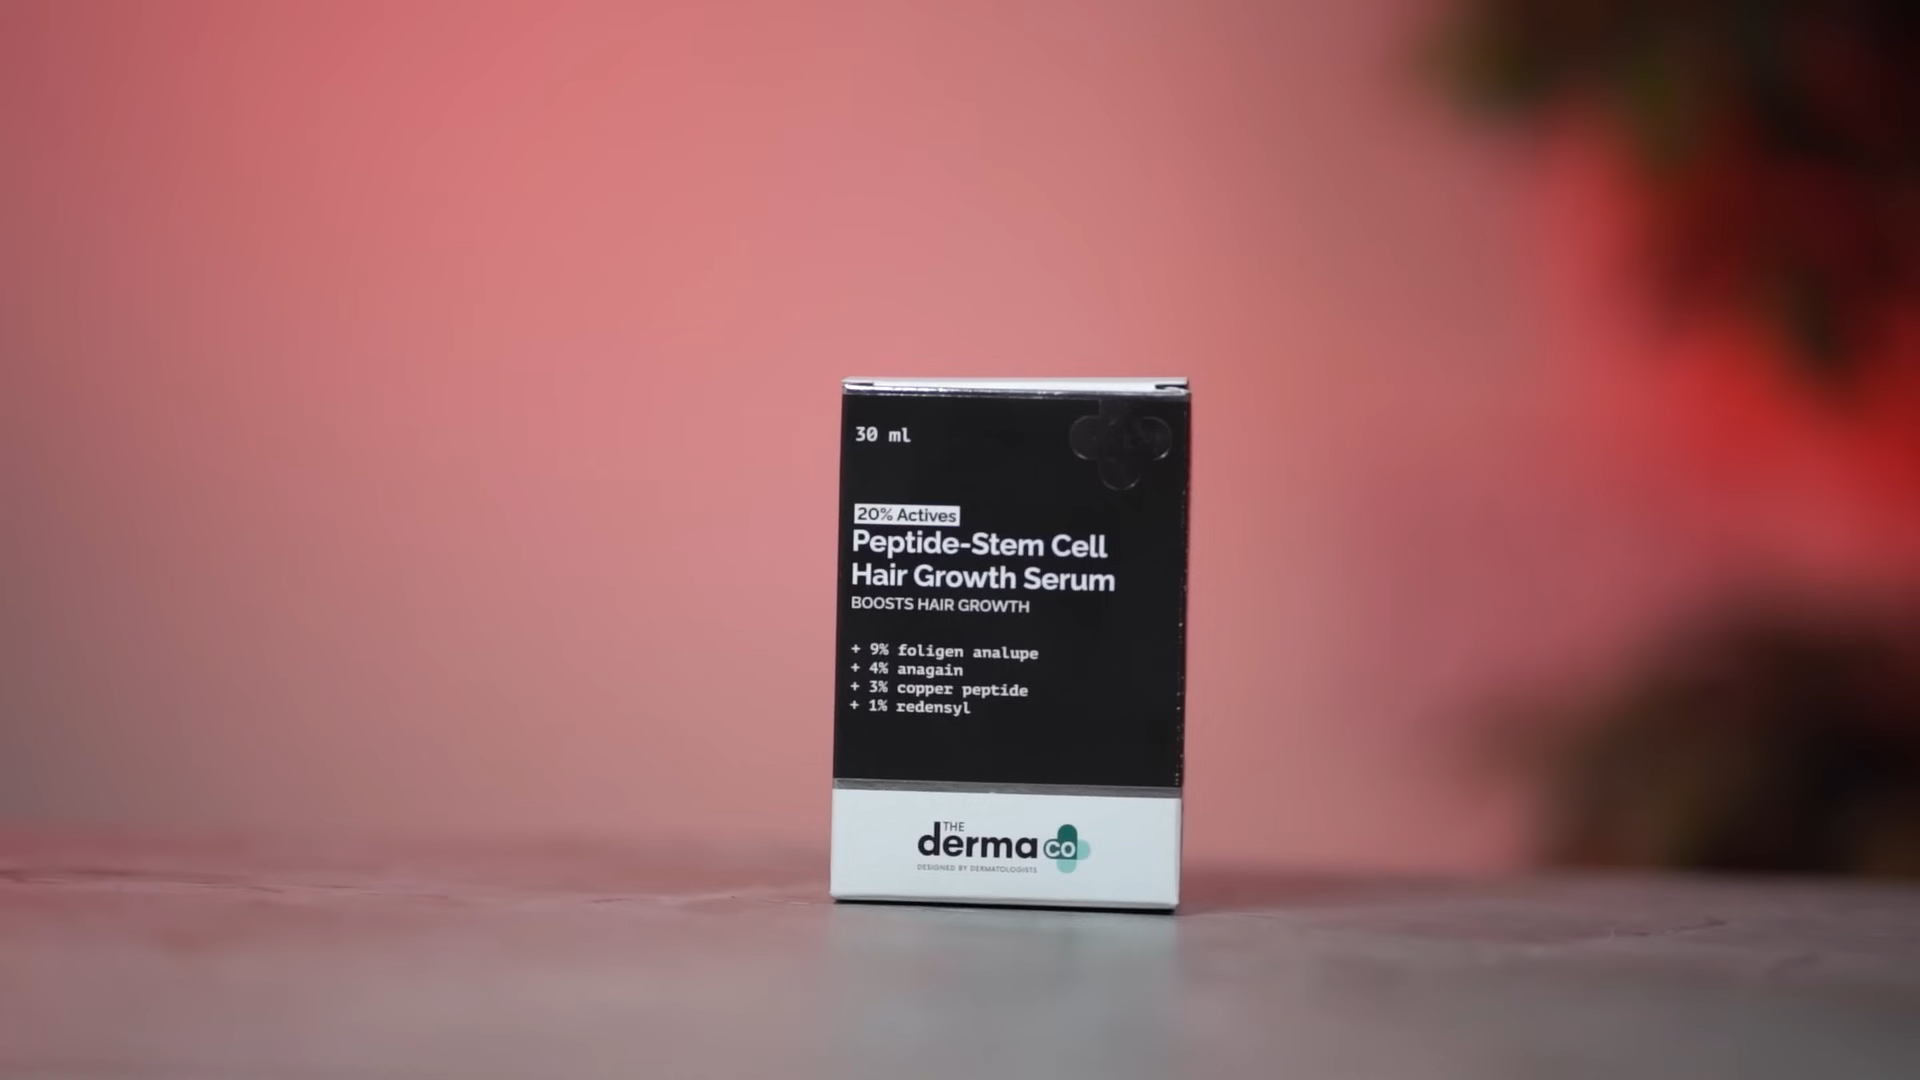 30 ml
20% Actives
Peptide-Stem Cell
Hair Growth Serum
BOOSTS HAIR GROWTH
+ 9% foligen analupe
+ 4% anagain
+ 3% copper peptide
+ 1% redensyl
THE
derma co
DESIGNED BY DERMATOLOGISTS